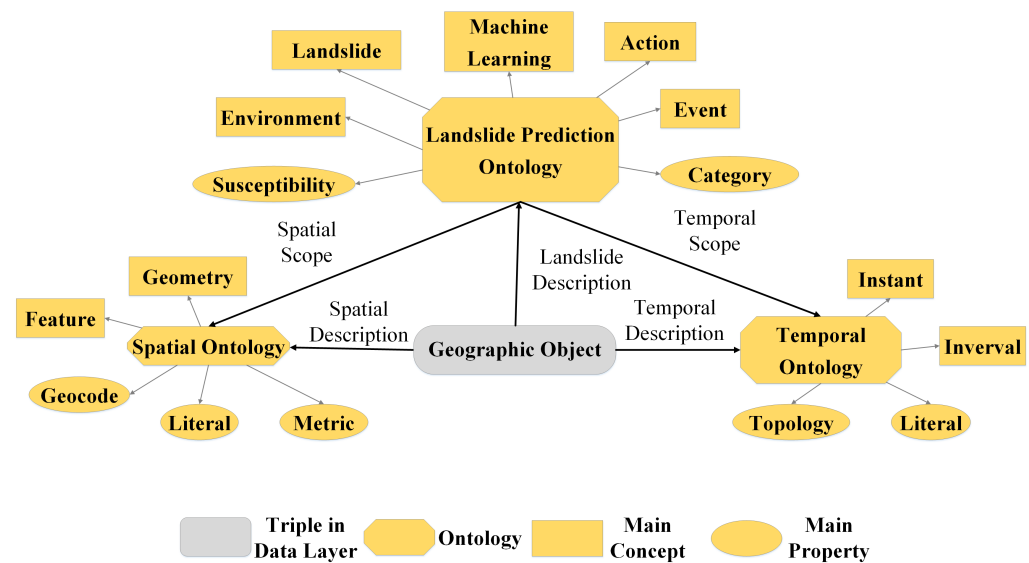 Machine
Learning
Action
Landslide
Environment
Event
Landslide Prediction
Ontology
Susceptibility
Category
Spatial
Scope
Temporal
Scope
Landslide
Description
Geometry
Instant
Feature
Spatial
Description
Temporal
Description
Spatial Ontology
Geographic Object
Temporal
Ontology
Inverval
Geocode
Literal
Metric
Topology
Literal
Triple in
Data Layer
Ontology
Main
Concept
Main
Property